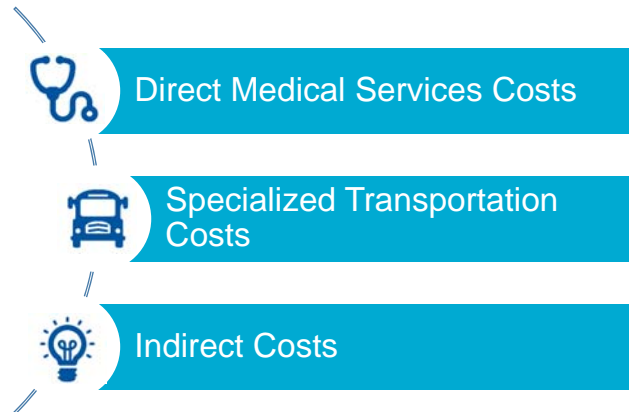 Direct Medical Services Costs
Specialized Transportation
Costs
Indirect Costs